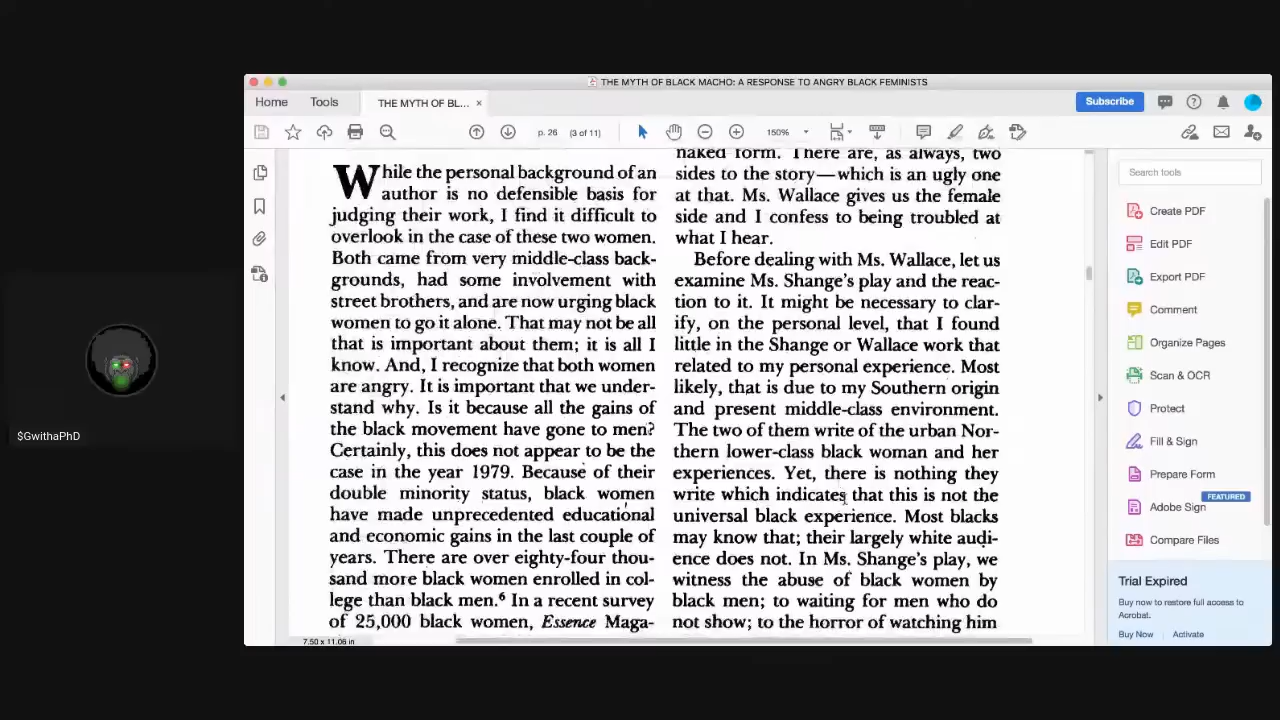 THE MYTH OF BLACK MACHO: A RESPONSE TO ANGRY BLACK FEMINISTS
Home
Tools
THE MYTH OF BL... ×
Subscribe
p. 26 (3 of 11)
150%
While the personal background of an
author is no defensible basis for
judging their work, I find it difficult to
overlook in the case of these two women.
Both came from very middle-class back-
grounds, had some involvement with
street brothers, and are now urging black
women to go it alone. That may not be all
that is important about them; it is all I
know. And, I recognize that both women
are angry. It is important that we under-
stand why. Is it because all the gains of
the black movement have gone to men?
Certainly, this does not appear to be the
case in the year 1979. Because of their
double minority status, black women
have made unprecedented educational
and economic gains in the last couple of
years. There are over eighty-four thou-
sand more black women enrolled in col-
lege than black men.⁶ In a recent survey
of 25,000 black women, Essence Maga-
naked form. There are, as always, two
sides to the story—which is an ugly one
at that. Ms. Wallace gives us the female
side and I confess to being troubled at
what I hear.
Before dealing with Ms. Wallace, let us
examine Ms. Shange's play and the reac-
tion to it. It might be necessary to clar-
ify, on the personal level, that I found
little in the Shange or Wallace work that
related to my personal experience. Most
likely, that is due to my Southern origin
and present middle-class environment.
The two of them write of the urban Nor-
thern lower-class black woman and her
experiences. Yet, there is nothing they
write which indicates that this is not the
universal black experience. Most blacks
may know that; their largely white audi-
ence does not. In Ms. Shange's play, we
witness the abuse of black women by
black men; to waiting for men who do
not show; to the horror of watching him
7.50 x 11.06 in
Search tools
Create PDF
Edit PDF
Export PDF
Comment
Organize Pages
Scan & OCR
Protect
Fill & Sign
Prepare Form
FEATURED
Adobe Sign
Compare Files
Trial Expired
Buy now to restore full access to
Acrobat.
Buy Now
Activate
$GwithaPhD